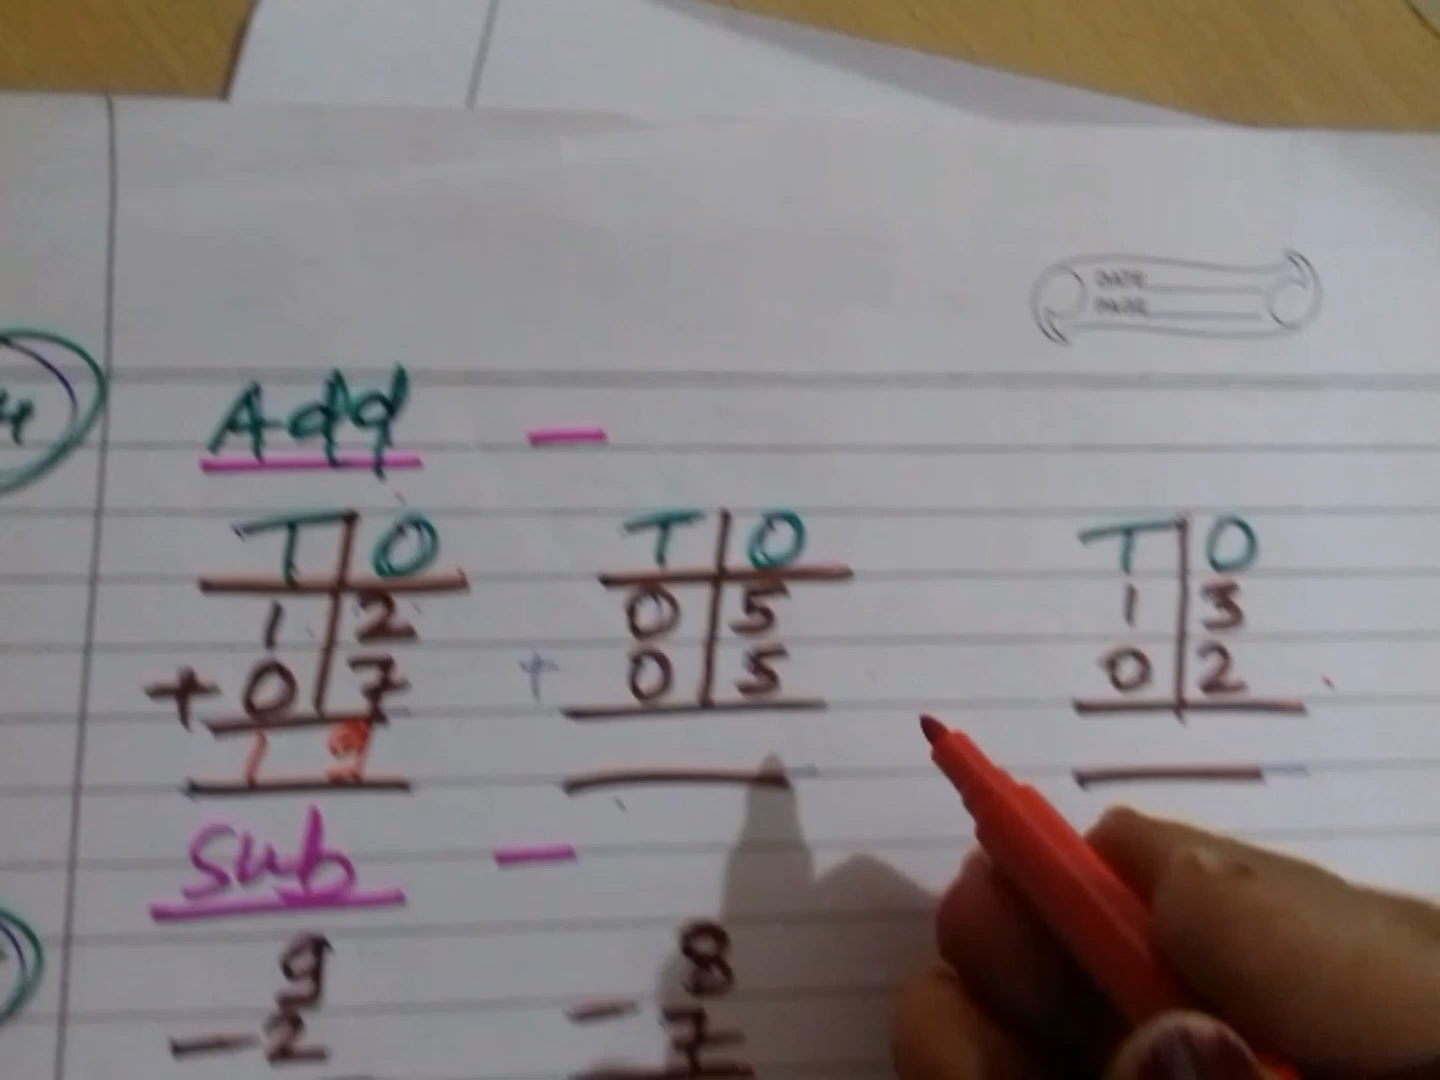 4
Add —
T O T O T O
1 2 0 5 1 3
+ 0 7 + 0 5 0 2
1 9
Sub —
9 8
- 2 - 7